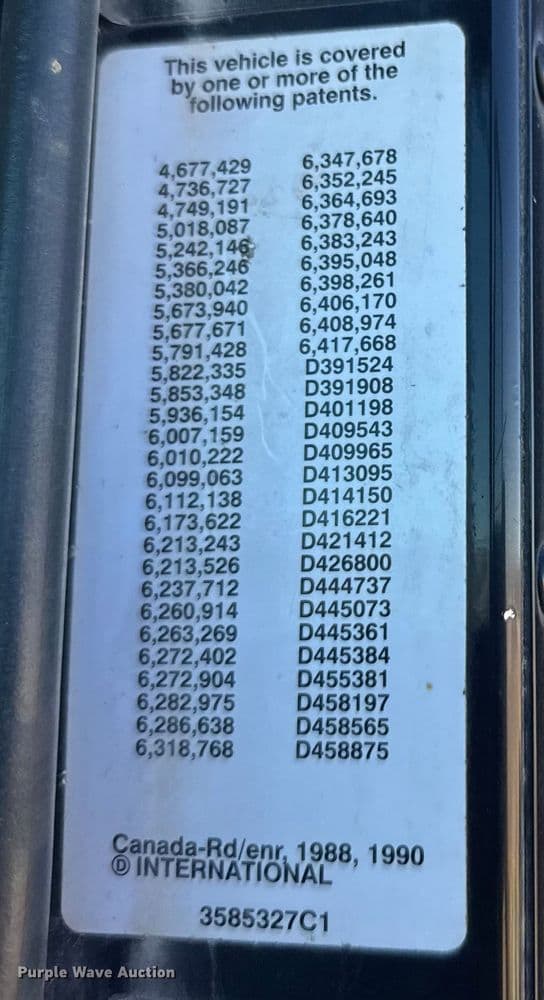 This vehicle is covered
by one or more of the
following patents.
4,677,429
4,736,727
4,749,191
5,018,087
5,242,146
5,366,246
5,380,042
5,673,940
5,677,671
5,791,428
5,822,335
5,853,348
5,936,154
6,007,159
6,010,222
6,099,063
6,112,138
6,173,622
6,213,243
6,213,526
6,237,712
6,260,914
6,263,269
6,272,402
6,272,904
6,282,975
6,286,638
6,318,768
6,347,678
6,352,245
6,364,693
6,378,640
6,383,243
6,395,048
6,398,261
6,406,170
6,408,974
6,417,668
D391524
D391908
D401198
D409543
D409965
D413095
D414150
D416221
D421412
D426800
D444737
D445073
D445361
D445384
D455381
D458197
D458565
D458875
Canada-Rd/enr, 1988, 1990
Ⓓ INTERNATIONAL
3585327C1
Purple Wave Auction